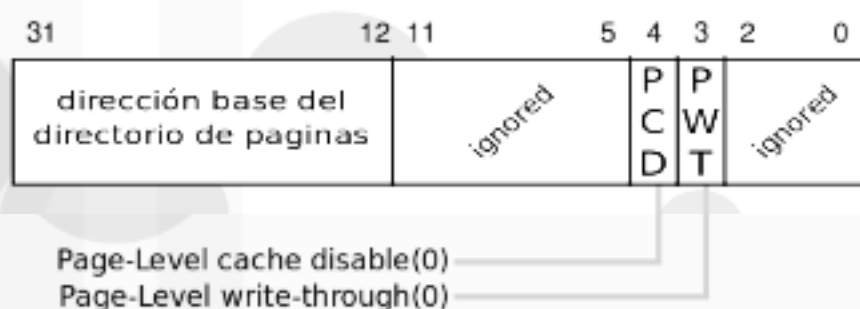 31 12 11 5 4 3 2 0
dirección base del
directorio de paginas
ignored
P
C
D
P
W
T
ignored
Page-Level cache disable(0)
Page-Level write-through(0)